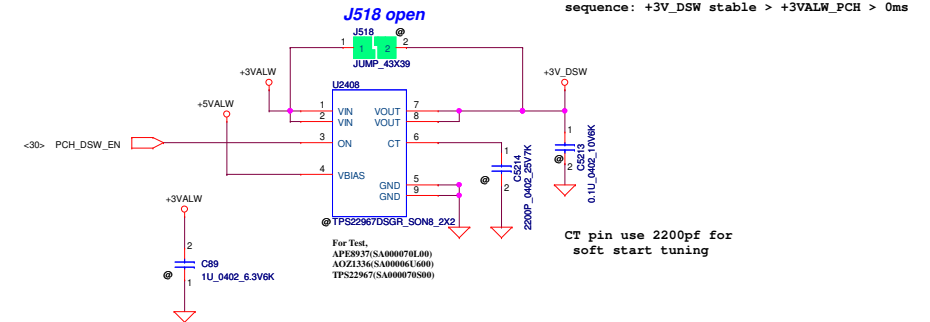 J518 open
sequence: +3V_DSW stable > +3VALW_PCH > 0ms
J518
@
1
1
2
2
JUMP_43X39
+3VALW
+3V_DSW
U2408
+5VALW
1
VIN
VOUT
7
2
VIN
VOUT
8
<30>
PCH_DSW_EN
3
ON
CT
6
4
VBIAS
GND
5
GND
9
@
TPS22967DSGR_SON8_2X2
1
@
2
C5214
2200P_0402_25V7K
1
@
2
C5213
0.1U_0402_10V6K
+3VALW
2
@
1
C89
1U_0402_6.3V6K
For Test,
APE8937(SA000070L00)
AOZ1336(SA00006U600)
TPS22967(SA000070S00)
CT pin use 2200pf for
soft start tuning